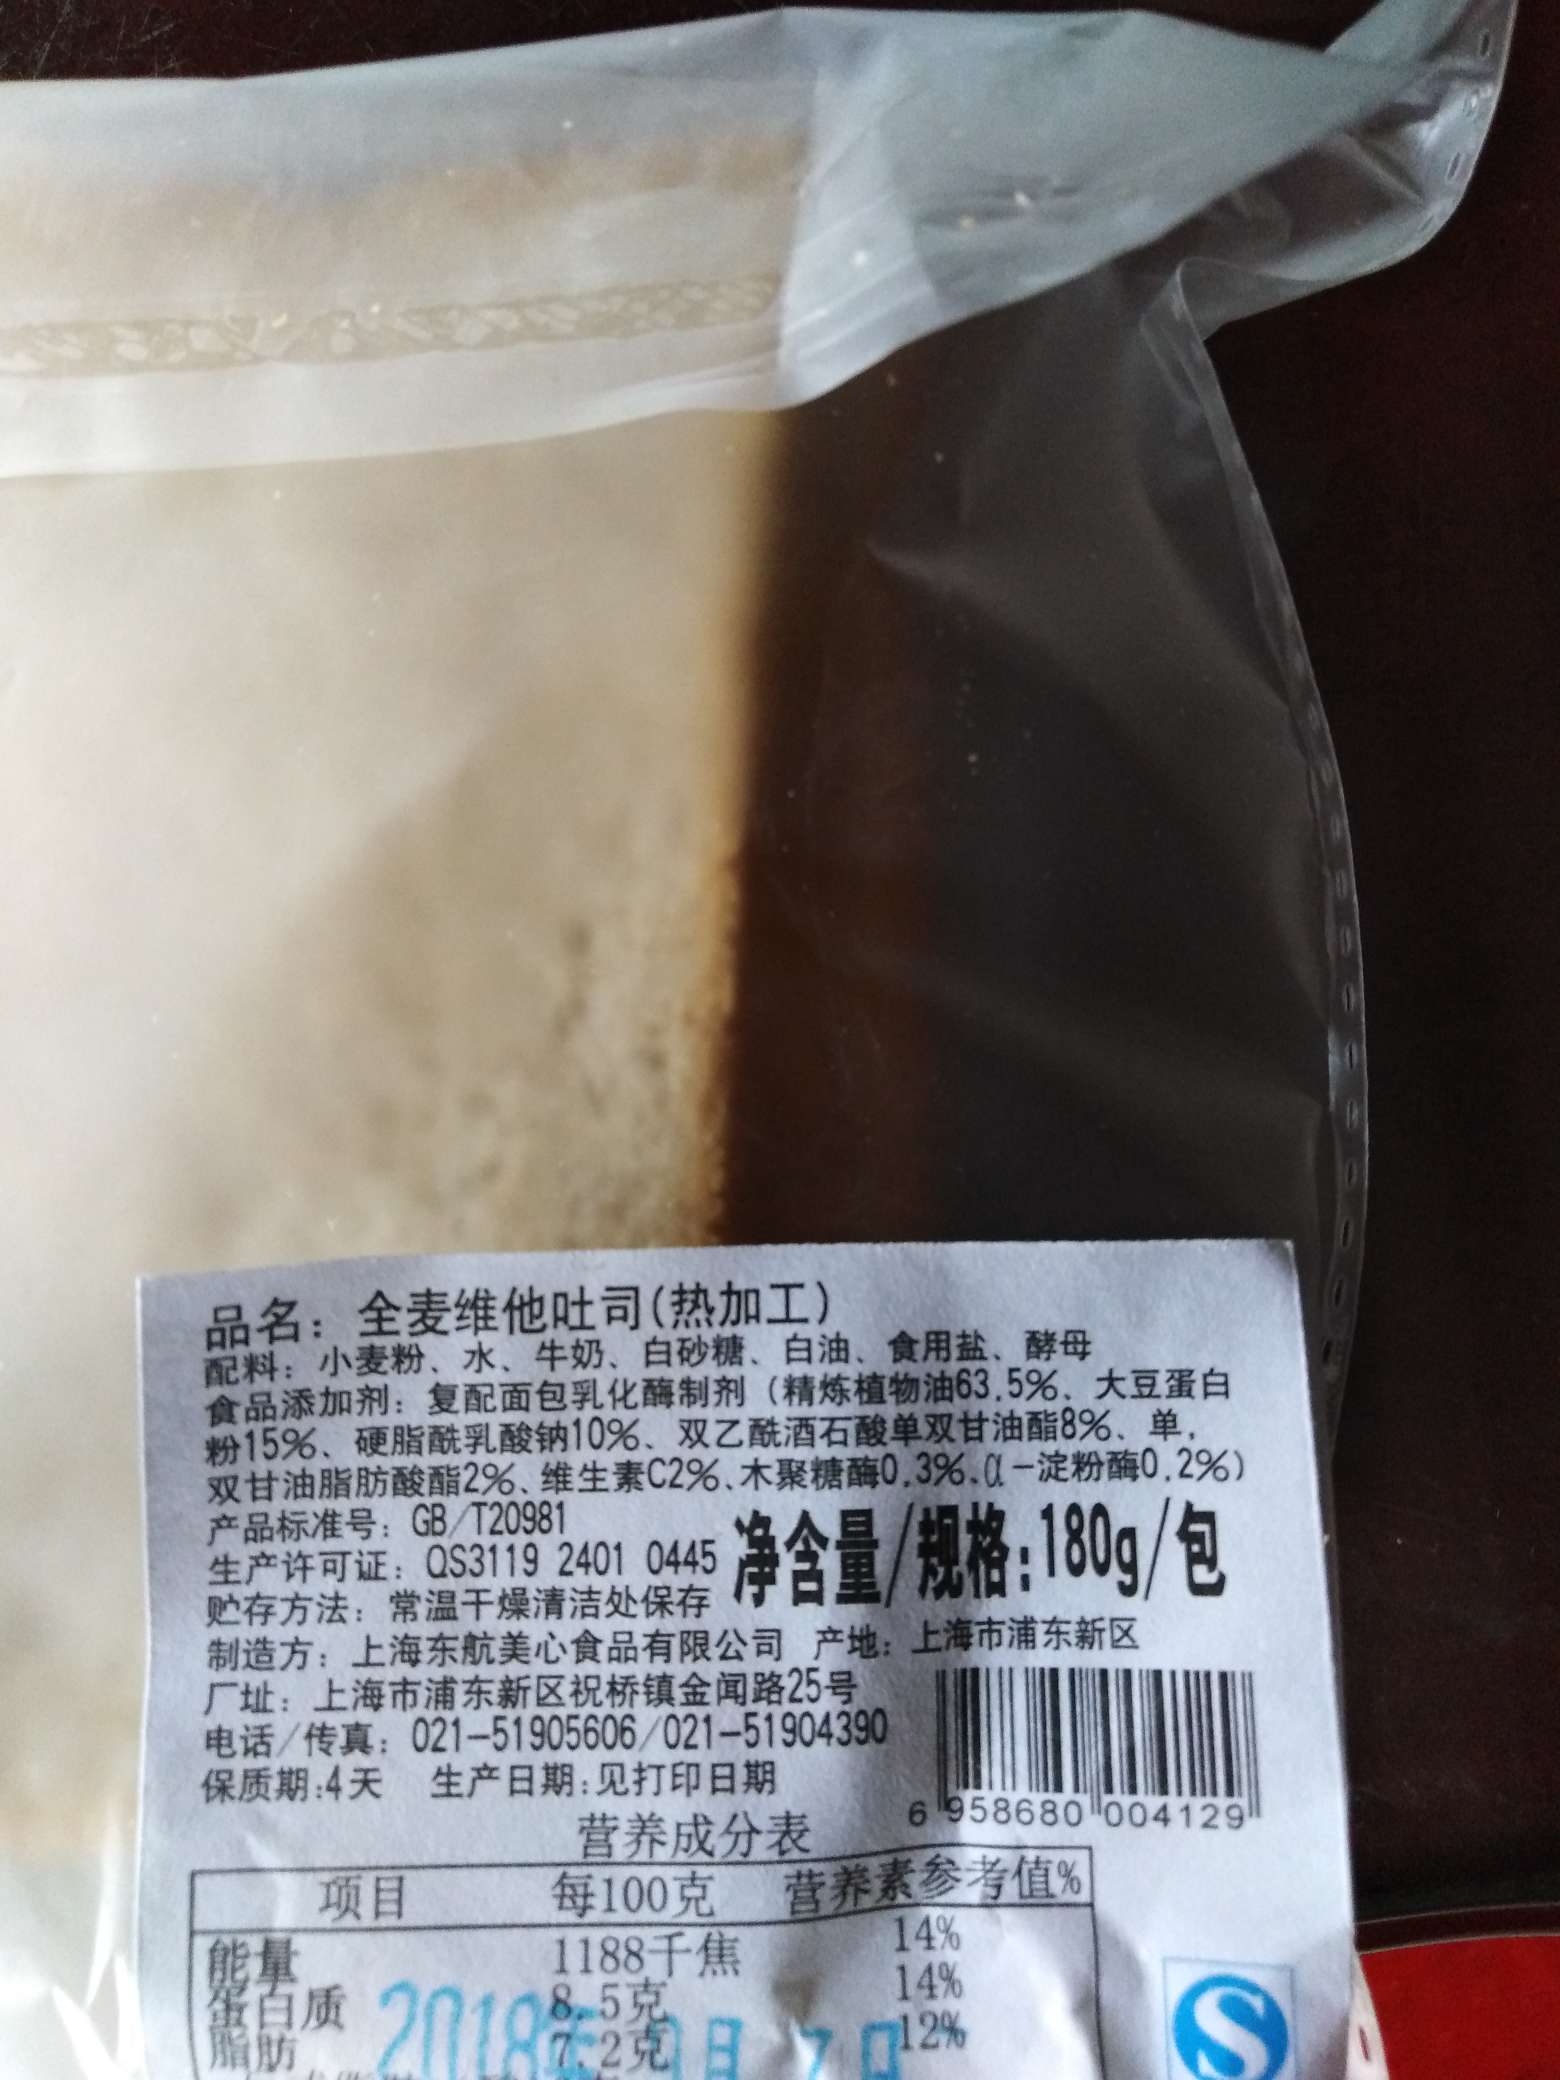 品名：全麦维他吐司(热加工)
配料：小麦粉、水、牛奶、白砂糖、白油、食用盐、酵母
食品添加剂：复配面包乳化酶制剂（精炼植物油63.5%、大豆蛋白
粉15%、硬脂酰乳酸钠10%、双乙酰酒石酸单双甘油酯8%、单,
双甘油脂肪酸酯2%、维生素C2%、木聚糖酶0.3%、α-淀粉酶0.2%)
产品标准号：GB/T20981
生产许可证：QS3119 2401 0445
净含量/规格:180g/包
贮存方法：常温干燥清洁处保存
制造方：上海东航美心食品有限公司 产地：上海市浦东新区
厂址：上海市浦东新区祝桥镇金闻路25号
电话/传真：021-51905606/021-51904390
保质期:4天 生产日期:见打印日期
6 958680 004129
营养成分表
项目 每100克 营养素参考值%
能量 1188千焦 14%
蛋白质 8.5克 14%
脂肪 7.2克 12%
2018年 月 日